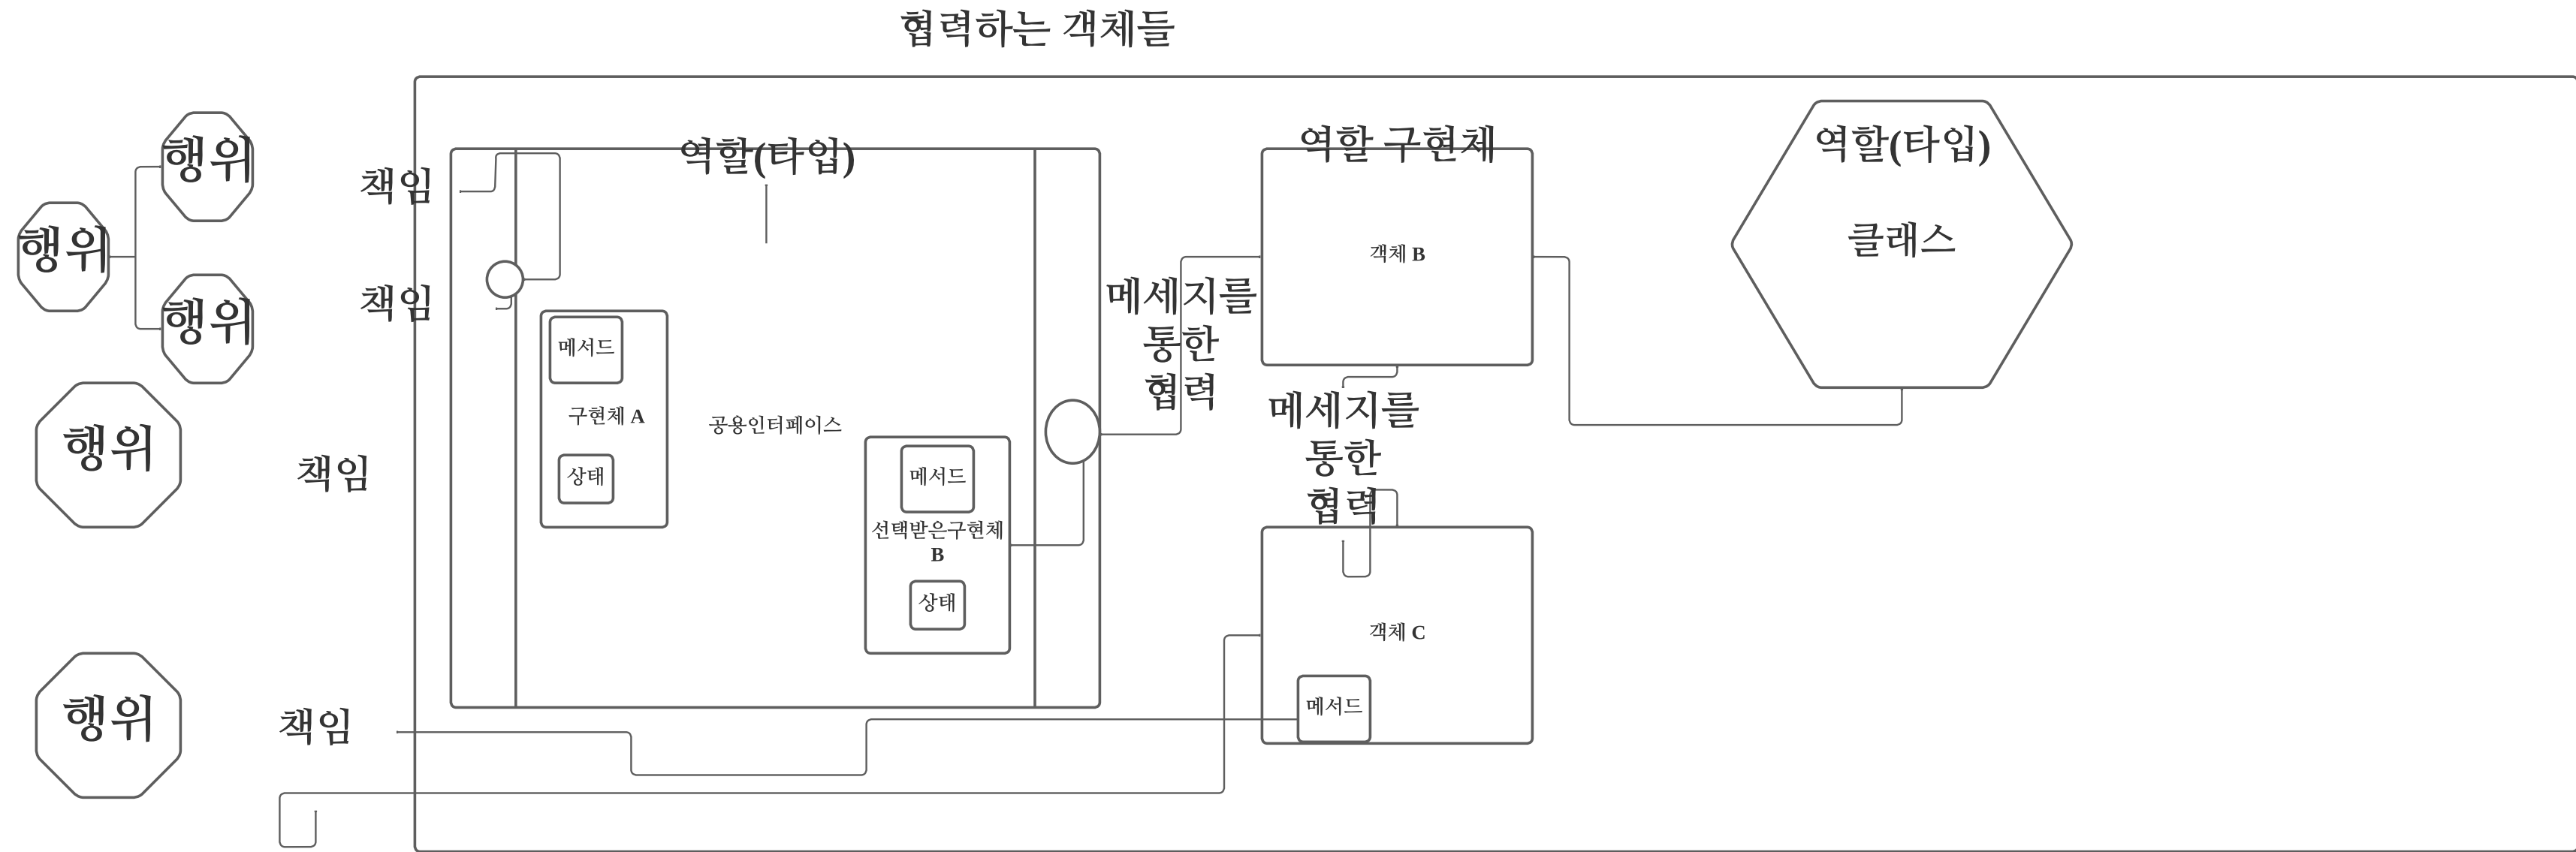 협력하는 객체들
행위
행위
행위
행위
행위
책임
책임
책임
책임
역할(타입)
메서드
구현체 A
상태
공용인터페이스
메서드
선택받은구현체
B
상태
메세지를
통한
협력
역할 구현체
객체 B
메세지를
통한
협력
객체 C
메서드
역할(타입)
클래스